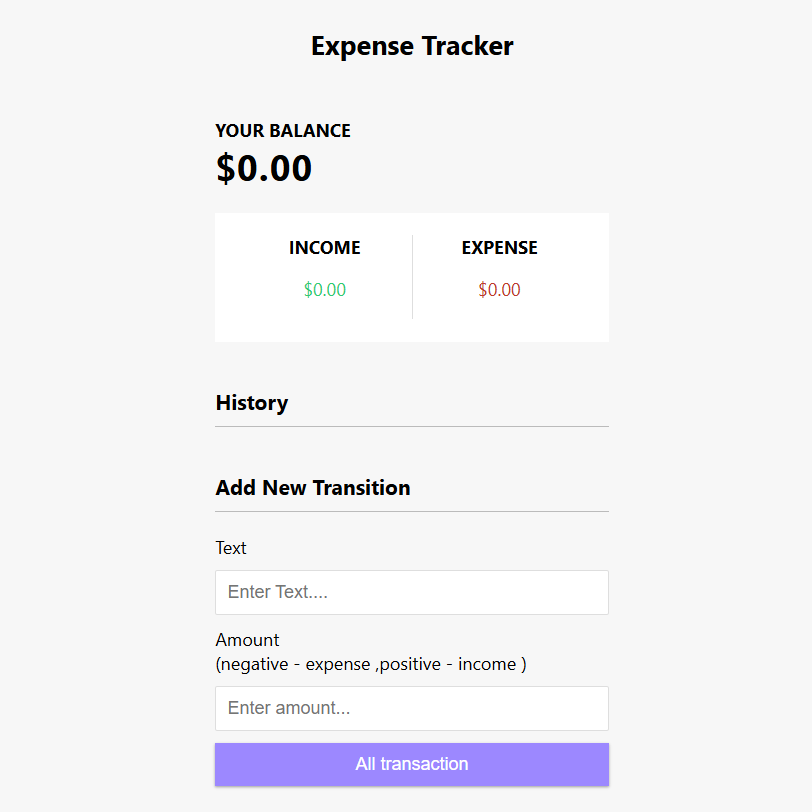 Expense Tracker
YOUR BALANCE
$0.00
INCOME EXPENSE
$0.00 $0.00
History
Add New Transition
Text
Enter Text....
Amount
(negative - expense ,positive - income )
Enter amount...
All transaction